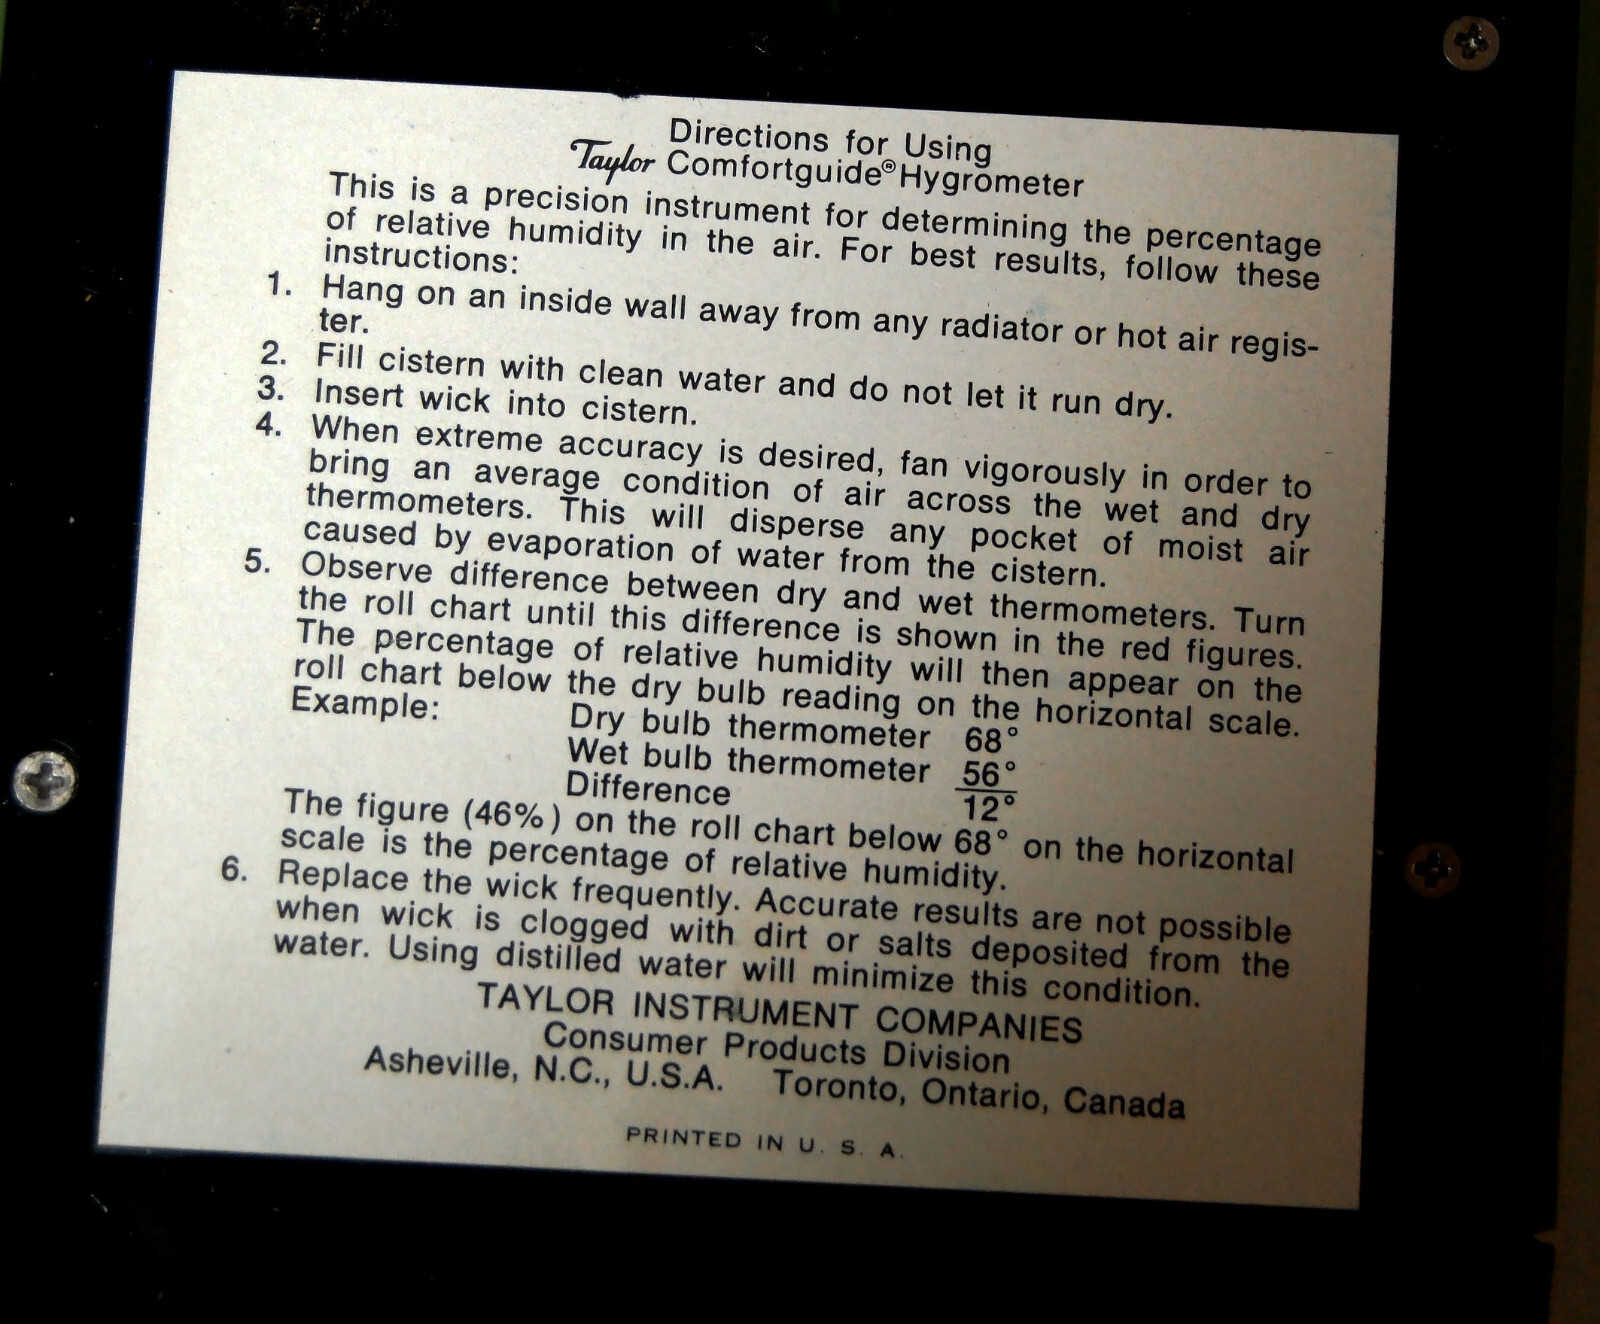 Directions for Using
Taylor Comfortguide® Hygrometer
This is a precision instrument for determining the percentage
of relative humidity in the air. For best results, follow these
instructions:
1. Hang on an inside wall away from any radiator or hot air regis-
ter.
2. Fill cistern with clean water and do not let it run dry.
3. Insert wick into cistern.
4. When extreme accuracy is desired, fan vigorously in order to
bring an average condition of air across the wet and dry
thermometers. This will disperse any pocket of moist air
caused by evaporation of water from the cistern.
5. Observe difference between dry and wet thermometers. Turn
the roll chart until this difference is shown in the red figures.
The percentage of relative humidity will then appear on the
roll chart below the dry bulb reading on the horizontal scale.
Example: Dry bulb thermometer 68°
Wet bulb thermometer 56°
Difference 12°
The figure (46%) on the roll chart below 68° on the horizontal
scale is the percentage of relative humidity.
6. Replace the wick frequently. Accurate results are not possible
when wick is clogged with dirt or salts deposited from the
water. Using distilled water will minimize this condition.
TAYLOR INSTRUMENT COMPANIES
Consumer Products Division
Asheville, N.C., U.S.A. Toronto, Ontario, Canada
PRINTED IN U. S. A.